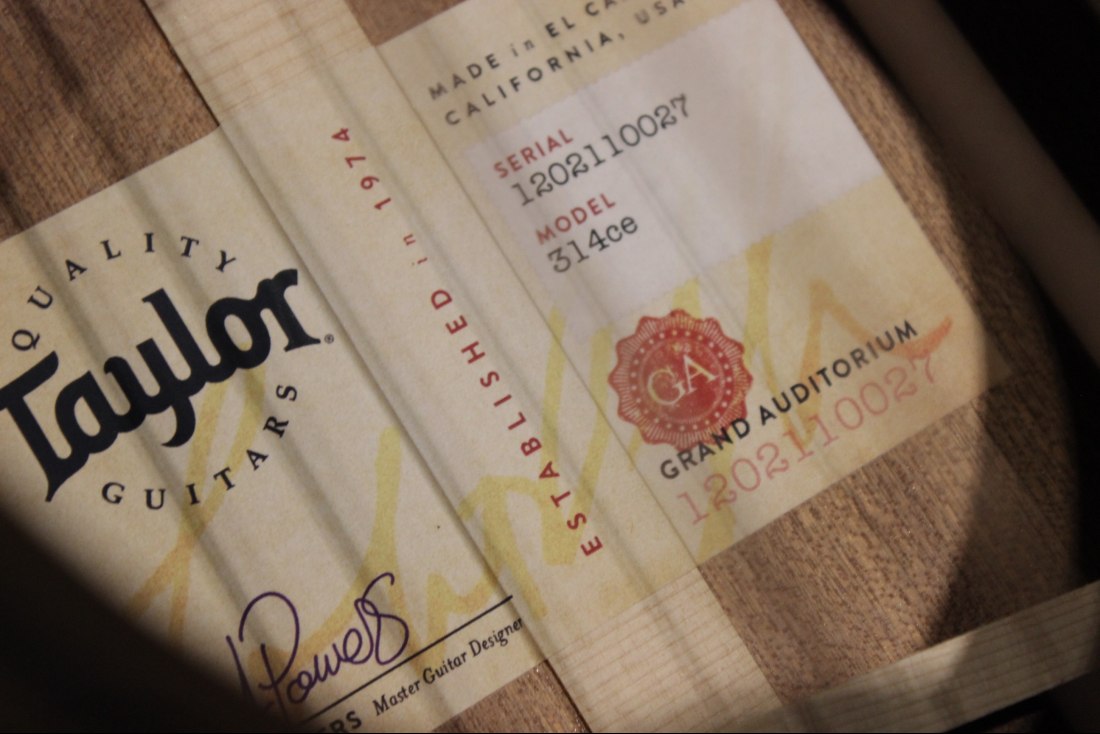 QUALITY
Taylor®
GUITARS
Powers
Master Guitar Designer
ESTABLISHED in 1974
MADE in EL
CALIFORNIA, USA
SERIAL
1202110027
MODEL
314ce
GA
GRAND AUDITORIUM
1202110027